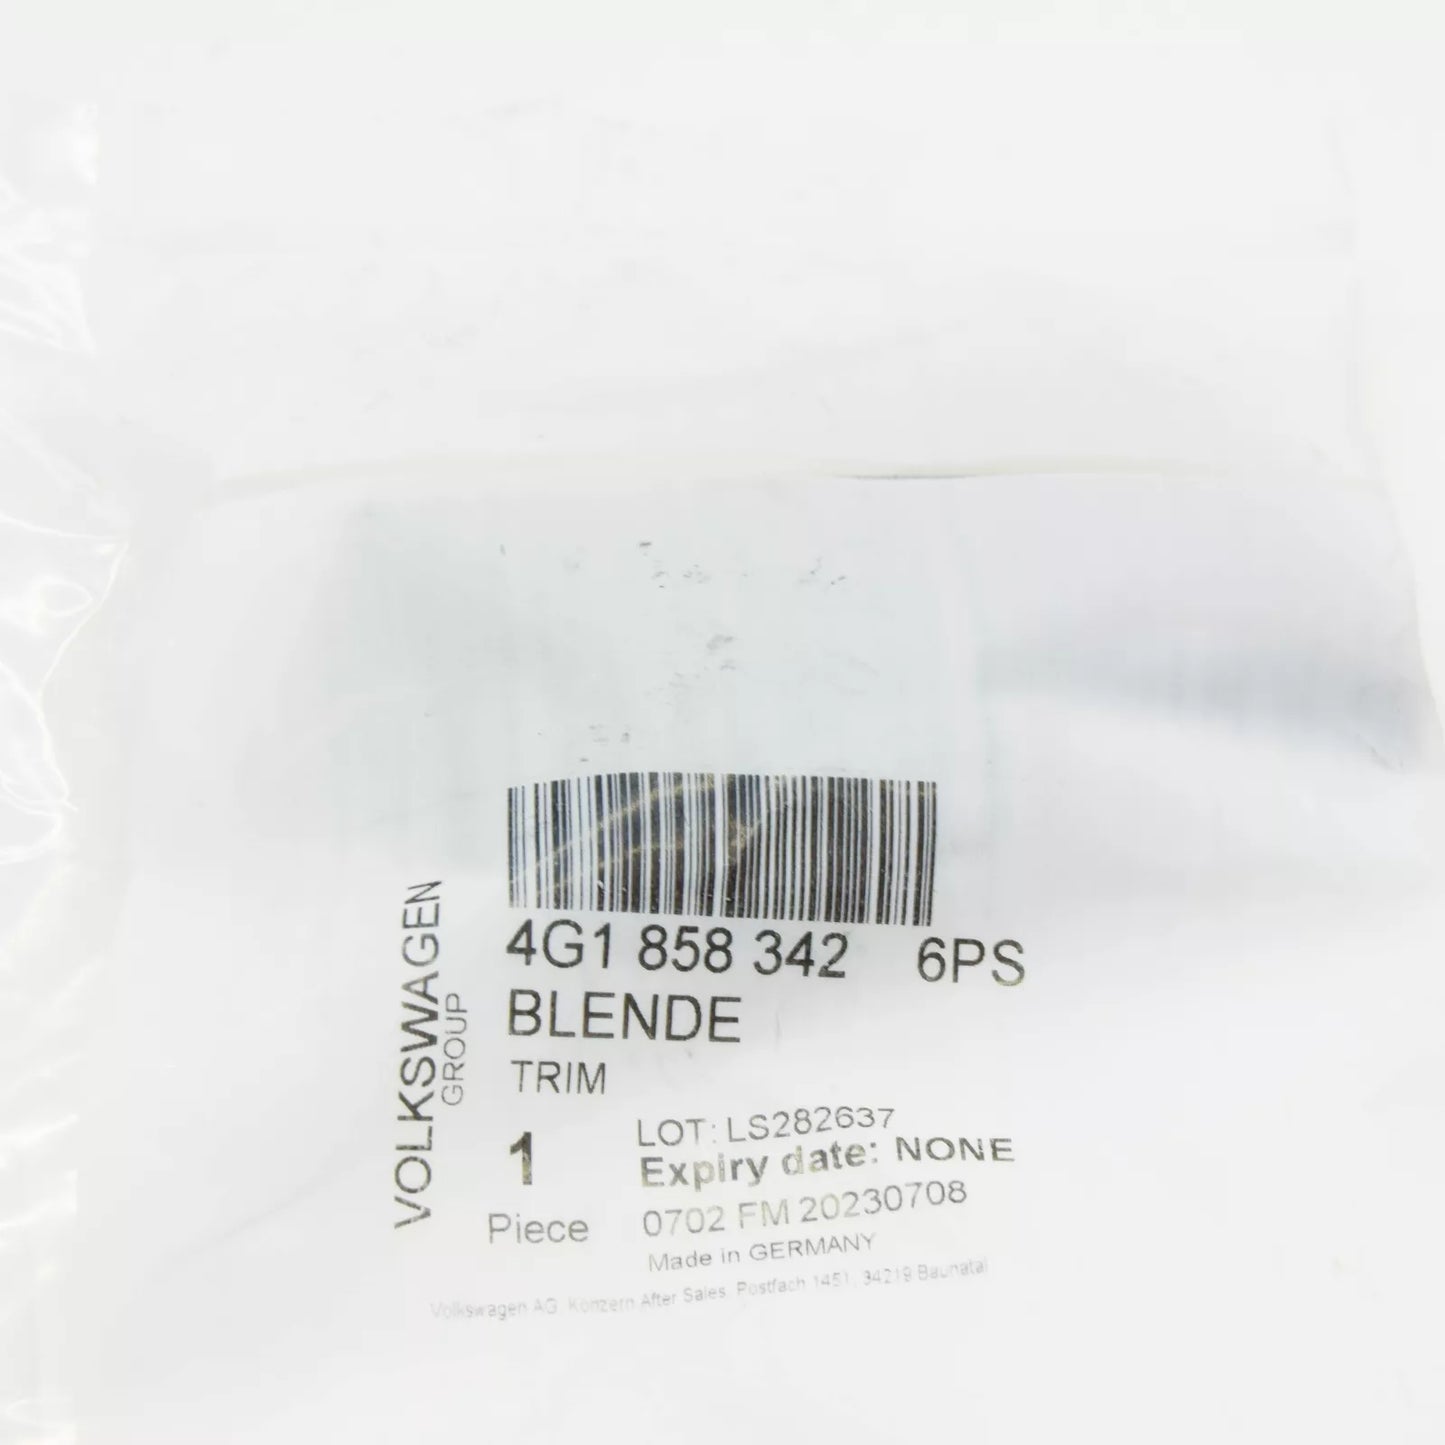 VOLKSWAGEN
GROUP
4G1 858 342 6PS
BLENDE
TRIM
1
Piece
LOT: LS282637
Expiry date: NONE
0702 FM 20230708
Made in GERMANY
Volkswagen AG, Konzern After Sales, Postfach 1451, 34219 Baunatal